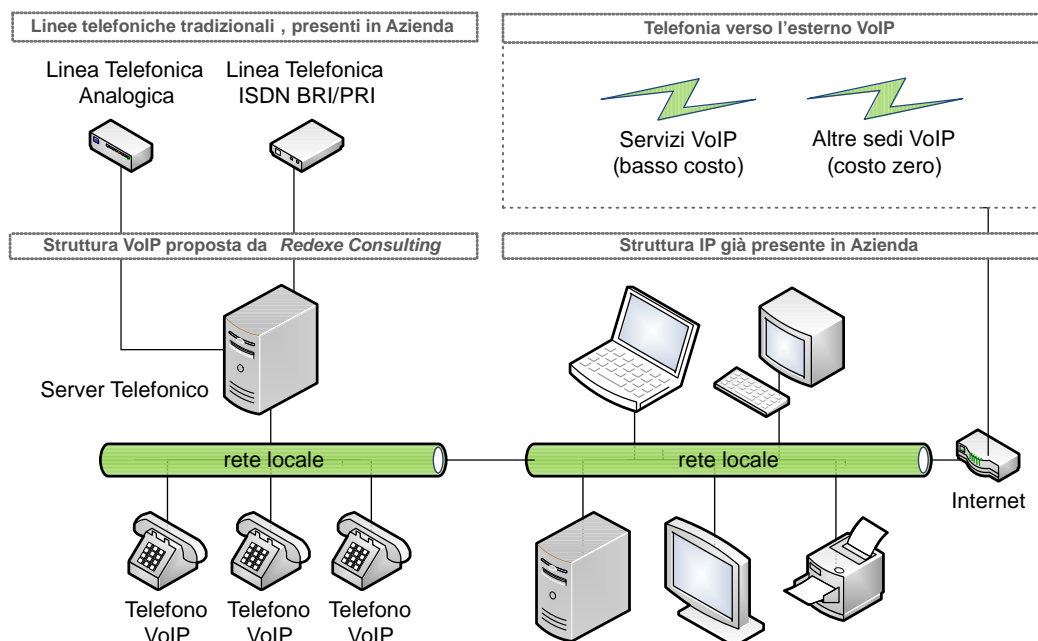 Linee telefoniche tradizionali , presenti in Azienda
Telefonia verso l'esterno VoIP
Linea Telefonica
Analogica
Linea Telefonica
ISDN BRI/PRI
Servizi VoIP
(basso costo)
Altre sedi VoIP
(costo zero)
Struttura VoIP proposta da Redexe Consulting
Struttura IP già presente in Azienda
Server Telefonico
rete locale
rete locale
Internet
Telefono
VoIP
Telefono
VoIP
Telefono
VoIP